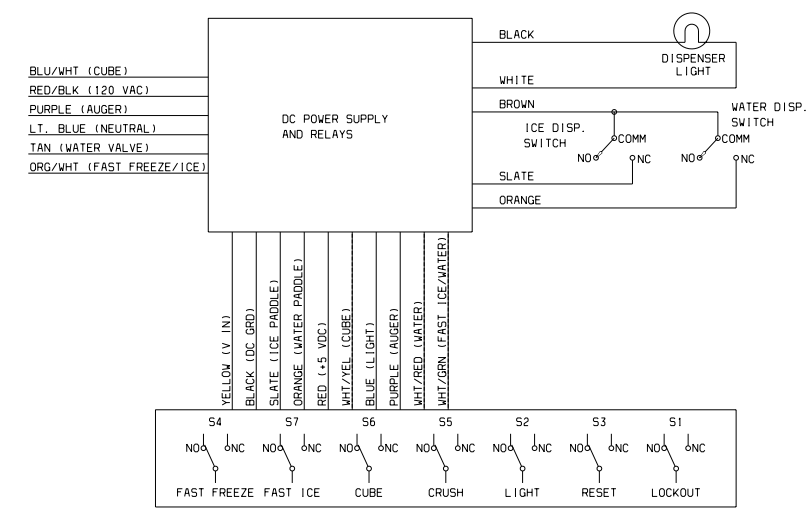 BLACK
DISPENSER
LIGHT
BLU/WHT (CUBE)
RED/BLK (120 VAC)
PURPLE (AUGER)
LT. BLUE (NEUTRAL)
TAN (WATER VALVE)
ORG/WHT (FAST FREEZE/ICE)
DC POWER SUPPLY
AND RELAYS
WHITE
BROWN
ICE DISP.
SWITCH
COMM
NO
NC
WATER DISP.
SWITCH
COMM
NO
NC
SLATE
ORANGE
YELLOW (V IN)
BLACK (DC GRD)
SLATE (ICE PADDLE)
ORANGE (WATER PADDLE)
RED (+5 VDC)
WHT/YEL (CUBE)
BLUE (LIGHT)
PURPLE (AUGER)
WHT/RED (WATER)
WHT/GRN (FAST ICE/WATER)
S4
NO
NC
FAST FREEZE
S7
NO
NC
FAST ICE
S6
NO
NC
CUBE
S5
NO
NC
CRUSH
S2
NO
NC
LIGHT
S3
NO
NC
RESET
S1
NO
NC
LOCKOUT